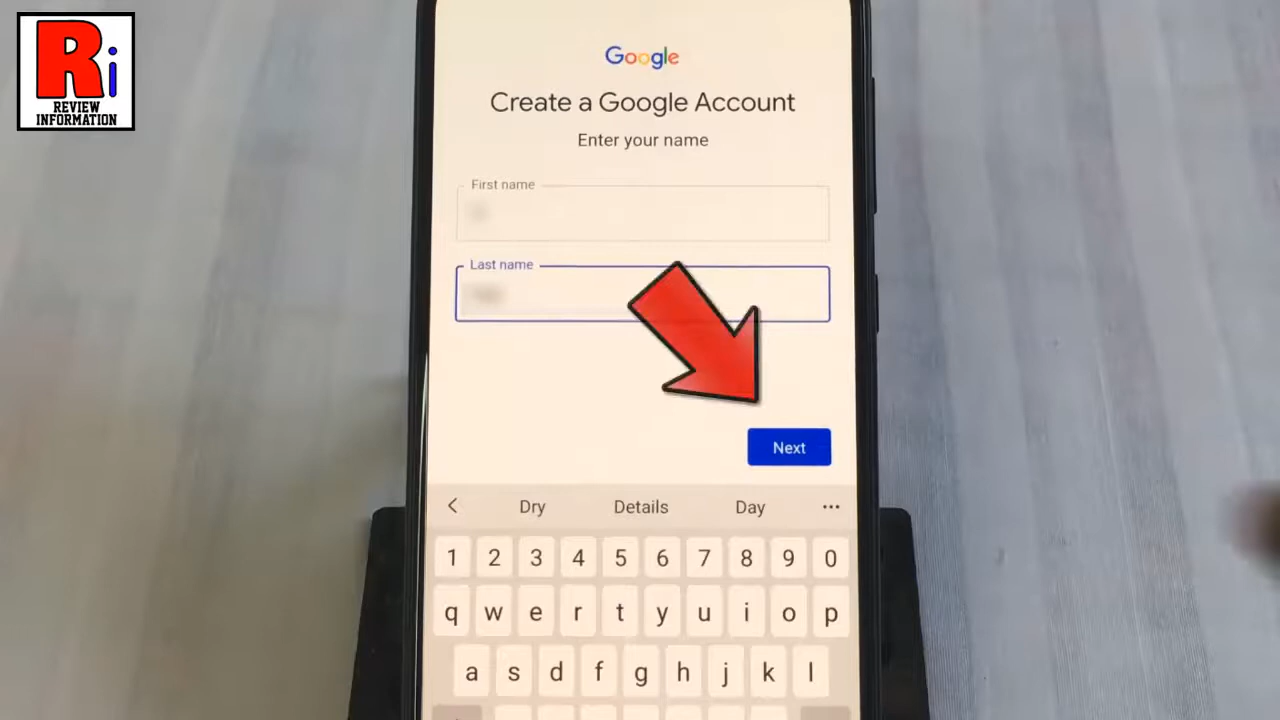 Ri
REVIEW
INFORMATION
Google
Create a Google Account
Enter your name
First name
Last name
Next
Dry Details Day
1 2 3 4 5 6 7 8 9 0
q w e r t y u i o p
a s d f g h j k l